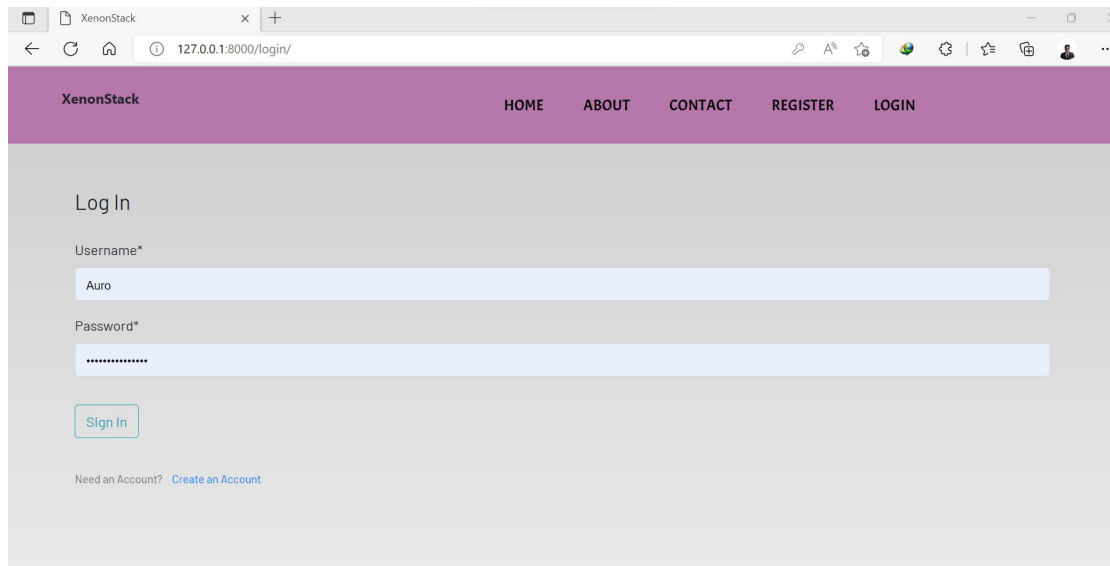 XenonStack
127.0.0.1:8000/login/
XenonStack HOME ABOUT CONTACT REGISTER LOGIN
Log In
Username*
Auro
Password*
•••••••••••••••
Sign In
Need an Account? Create an Account